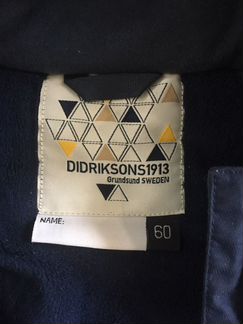 DIDRIKSONS1913
Grundsund SWEDEN
NAME:
60